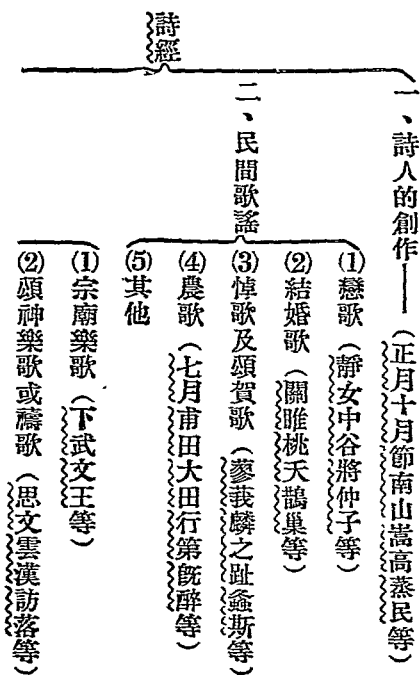 詩經
一、詩人的創作——（正月十月節南山嵩高蒸民等）
二、民間歌謠
(1)戀歌（靜女中谷將仲子等）
(2)結婚歌（關雎桃夭鵲巢等）
(3)悼歌及頌賀歌（蓼莪麟之趾螽斯等）
(4)農歌（七月甫田大田行葦旣醉等）
(5)其他
(1)宗廟樂歌（下武文王等）
(2)頌神樂歌或禱歌（思文雲漢訪落等）